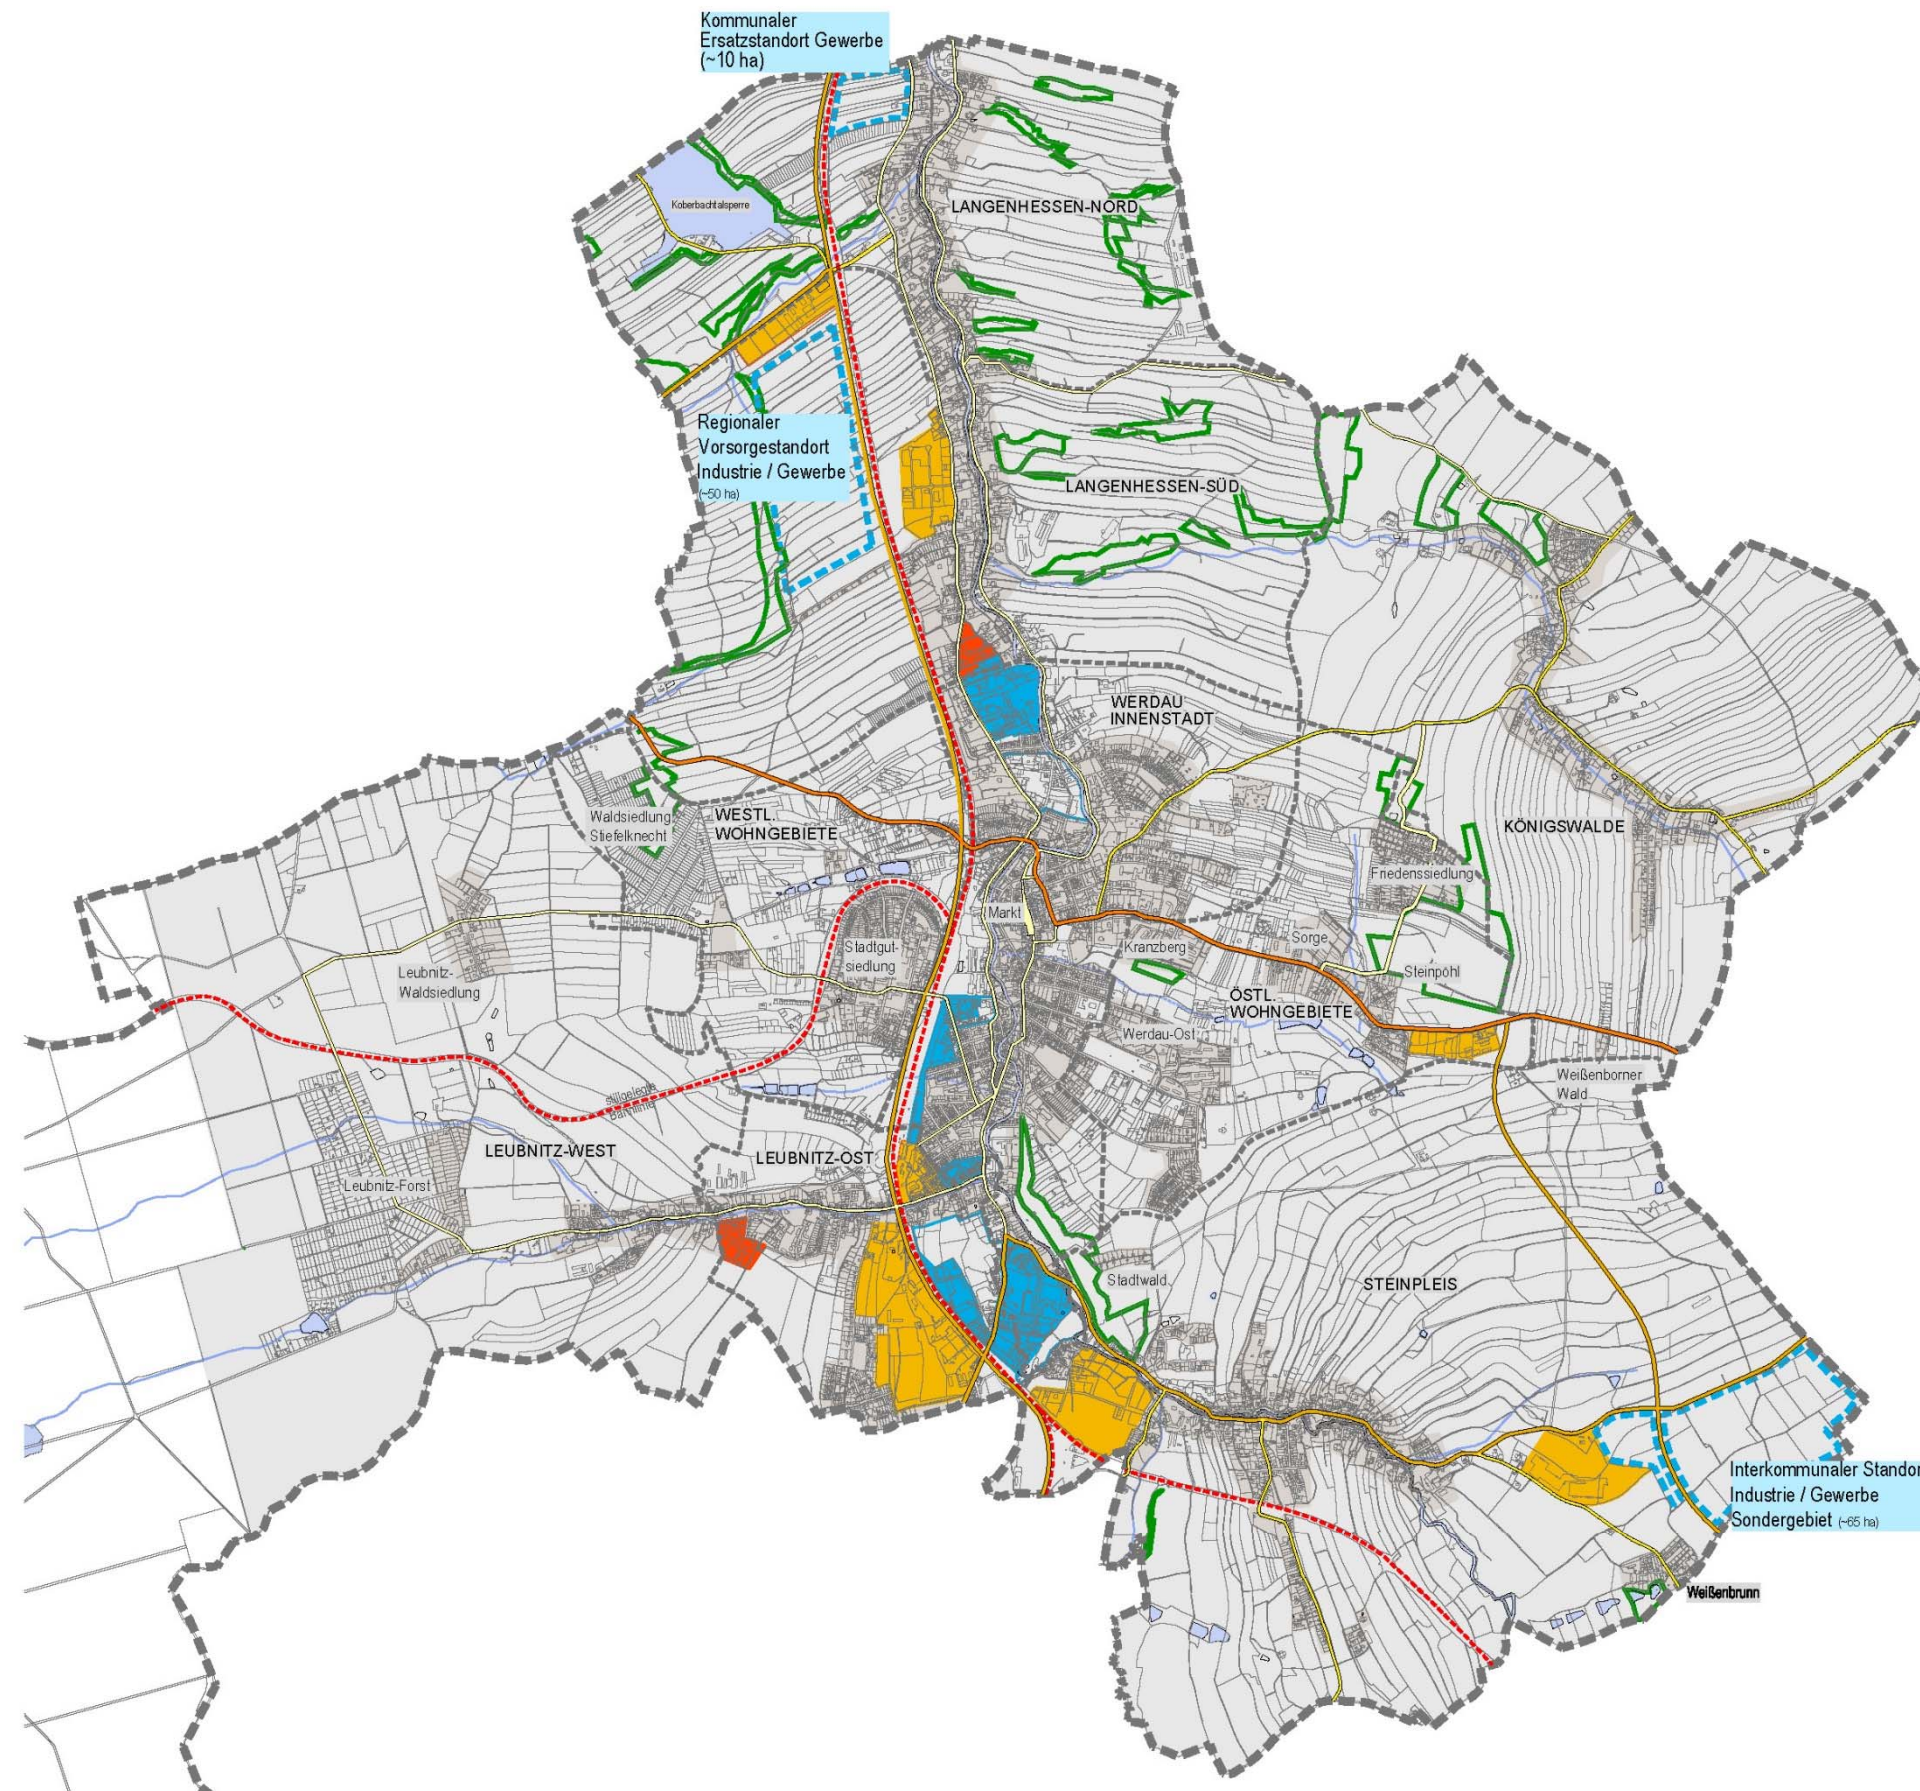 Kommunaler
Ersatzstandort Gewerbe
(~10 ha)
LANGENHESSEN-NORD
Koberbachtalsperre
Regionaler
Vorsorgestandort
Industrie / Gewerbe
(~50 ha)
LANGENHESSEN-SÜD
WERDAU
INNENSTADT
Waldsiedlung
Stiefelknecht
WESTL.
WOHNGEBIETE
KÖNIGSWALDE
Friedenssiedlung
Markt
Stadtgut-
siedlung
Kranzberg
Sorge
Leubnitz-
Waldsiedlung
Steinpöhl
ÖSTL.
WOHNGEBIETE
Werdau-Ost
Weißenborner
Wald
stillgelegte
Bahnlinie
LEUBNITZ-WEST
LEUBNITZ-OST
Leubnitz-Forst
Stadtwald
STEINPLEIS
Interkommunaler Standor
Industrie / Gewerbe
Sondergebiet (~65 ha)
Weißenbrunn